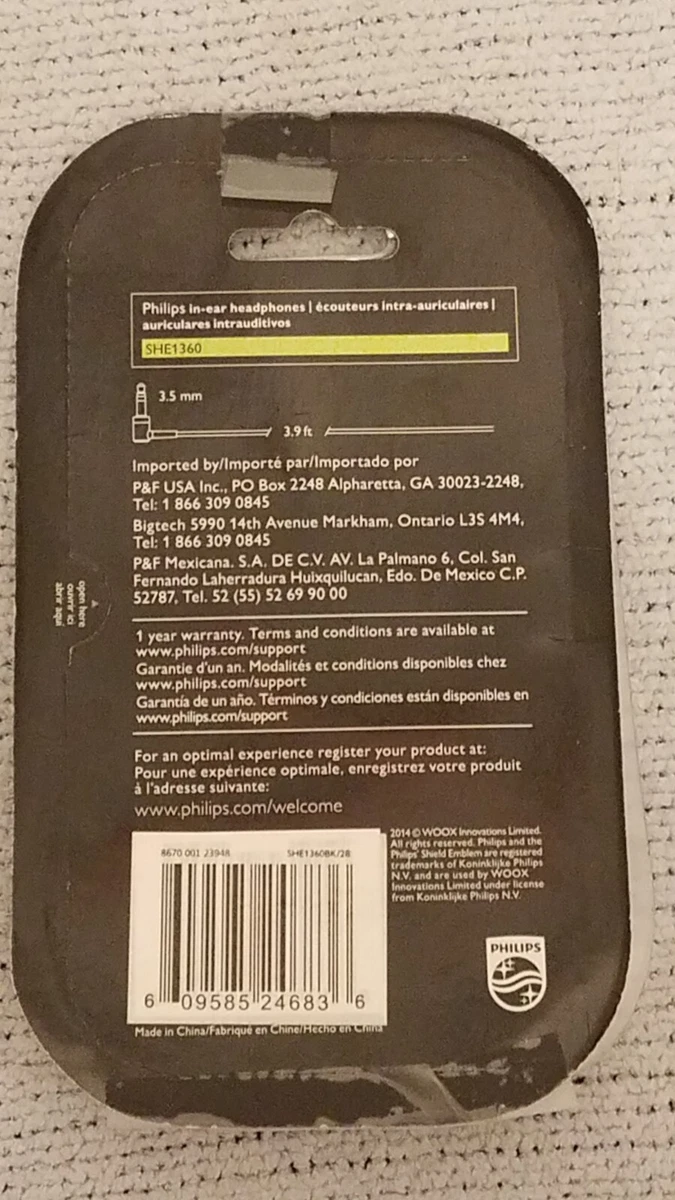 Philips in-ear headphones | écouteurs intra-auriculaires |
auriculares intrauditivos
SHE1360
3.5 mm
3.9 ft
Imported by/Importé par/Importado por
P&F USA Inc., PO Box 2248 Alpharetta, GA 30023-2248,
Tel: 1 866 309 0845
Bigtech 5990 14th Avenue Markham, Ontario L3S 4M4,
Tel: 1 866 309 0845
P&F Mexicana. S.A. DE C.V. AV. La Palmano 6, Col. San
Fernando Laherradura Huixquilucan, Edo. De Mexico C.P.
52787, Tel. 52 (55) 52 69 90 00
open here
ouvrir ici
abrir aquí
1 year warranty. Terms and conditions are available at
www.philips.com/support
Garantie d'un an. Modalités et conditions disponibles chez
www.philips.com/support
Garantía de un año. Términos y condiciones están disponibles en
www.philips.com/support
For an optimal experience register your product at:
Pour une expérience optimale, enregistrez votre produit
à l'adresse suivante:
www.philips.com/welcome
8670 001 23948 SHE1360BK/28
6 09585 24683 6
2014 © WOOX Innovations Limited.
All rights reserved. Philips and the
Philips' Shield Emblem are registered
trademarks of Koninklijke Philips
N.V. and are used by WOOX
Innovations Limited under license
from Koninklijke Philips N.V.
PHILIPS
Made in China/Fabriqué en Chine/Hecho en China